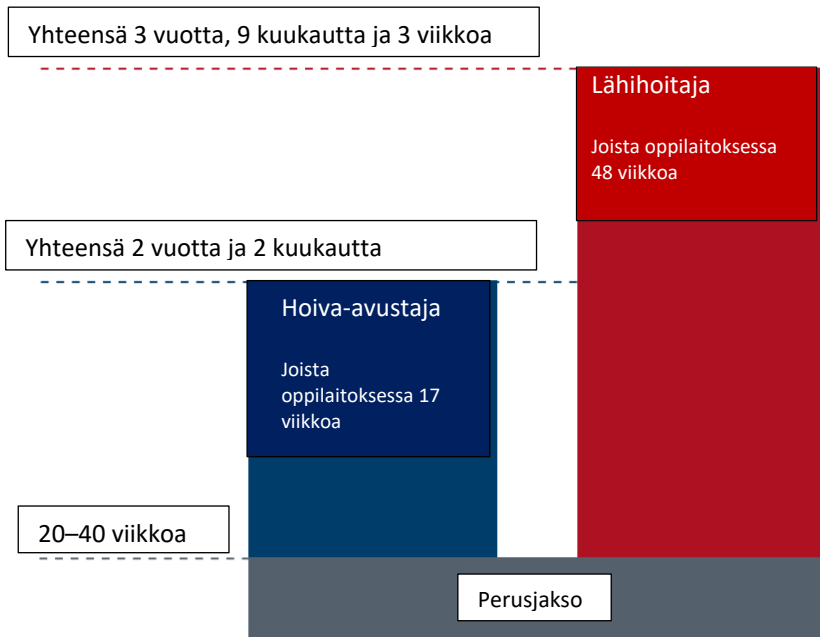 Yhteensä 3 vuotta, 9 kuukautta ja 3 viikkoa
Lähihoitaja
Joista oppilaitoksessa
48 viikkoa
Yhteensä 2 vuotta ja 2 kuukautta
Hoiva-avustaja
Joista
oppilaitoksessa 17
viikkoa
20–40 viikkoa
Perusjakso